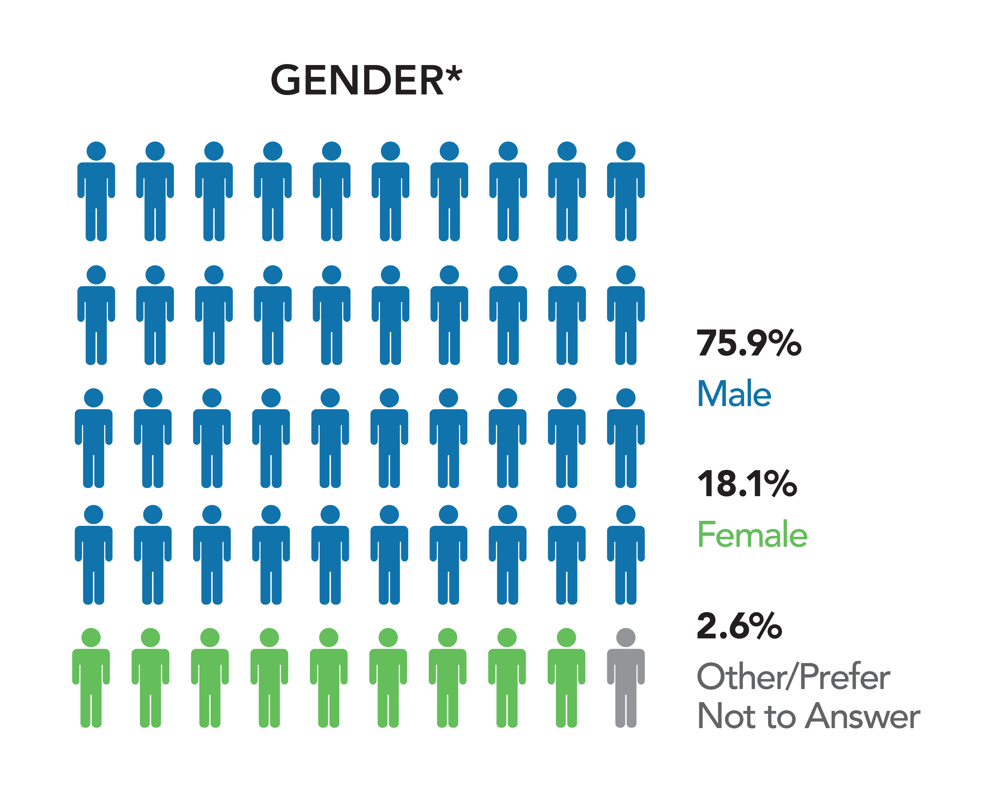 GENDER*
75.9%
Male
18.1%
Female
2.6%
Other/Prefer
Not to Answer